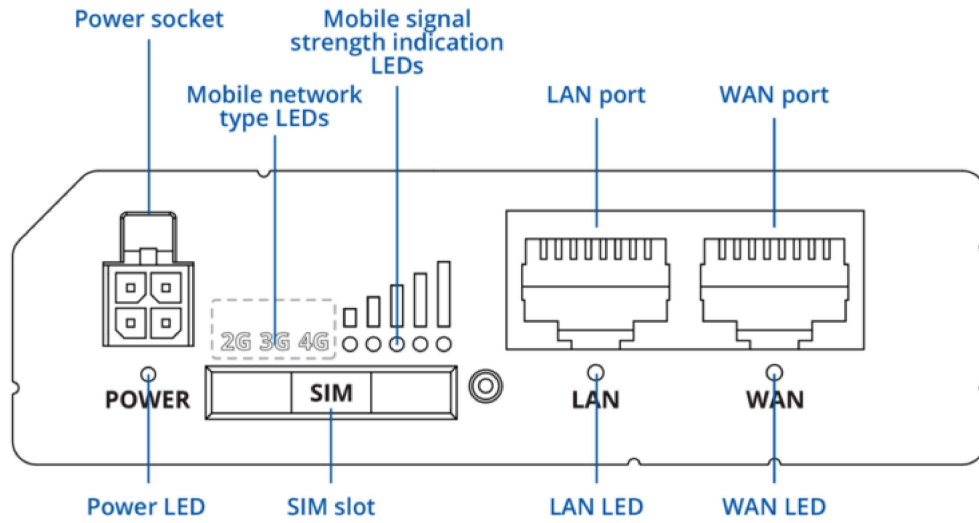 Power socket
Mobile signal
strength indication
LEDs
Mobile network
type LEDs
LAN port
WAN port
2G 3G 4G
POWER
SIM
LAN
WAN
Power LED
SIM slot
LAN LED
WAN LED